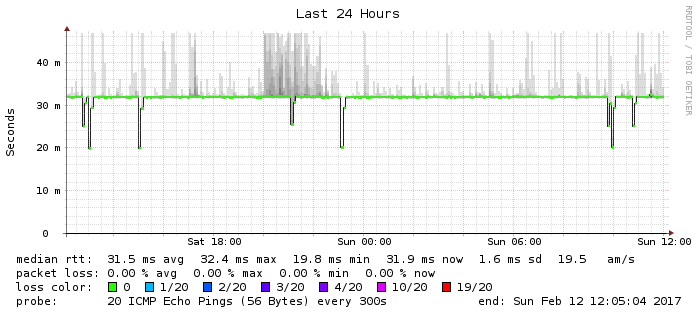 Last 24 Hours
RRDTOOL / TOBI OETIKER
Seconds
40 m
30 m
20 m
10 m
0
Sat 18:00 Sun 00:00 Sun 06:00 Sun 12:00
median rtt: 31.5 ms avg 32.4 ms max 19.8 ms min 31.9 ms now 1.6 ms sd 19.5 am/s
packet loss: 0.00 % avg 0.00 % max 0.00 % min 0.00 % now
loss color: 0 1/20 2/20 3/20 4/20 10/20 19/20
probe: 20 ICMP Echo Pings (56 Bytes) every 300s end: Sun Feb 12 12:05:04 2017